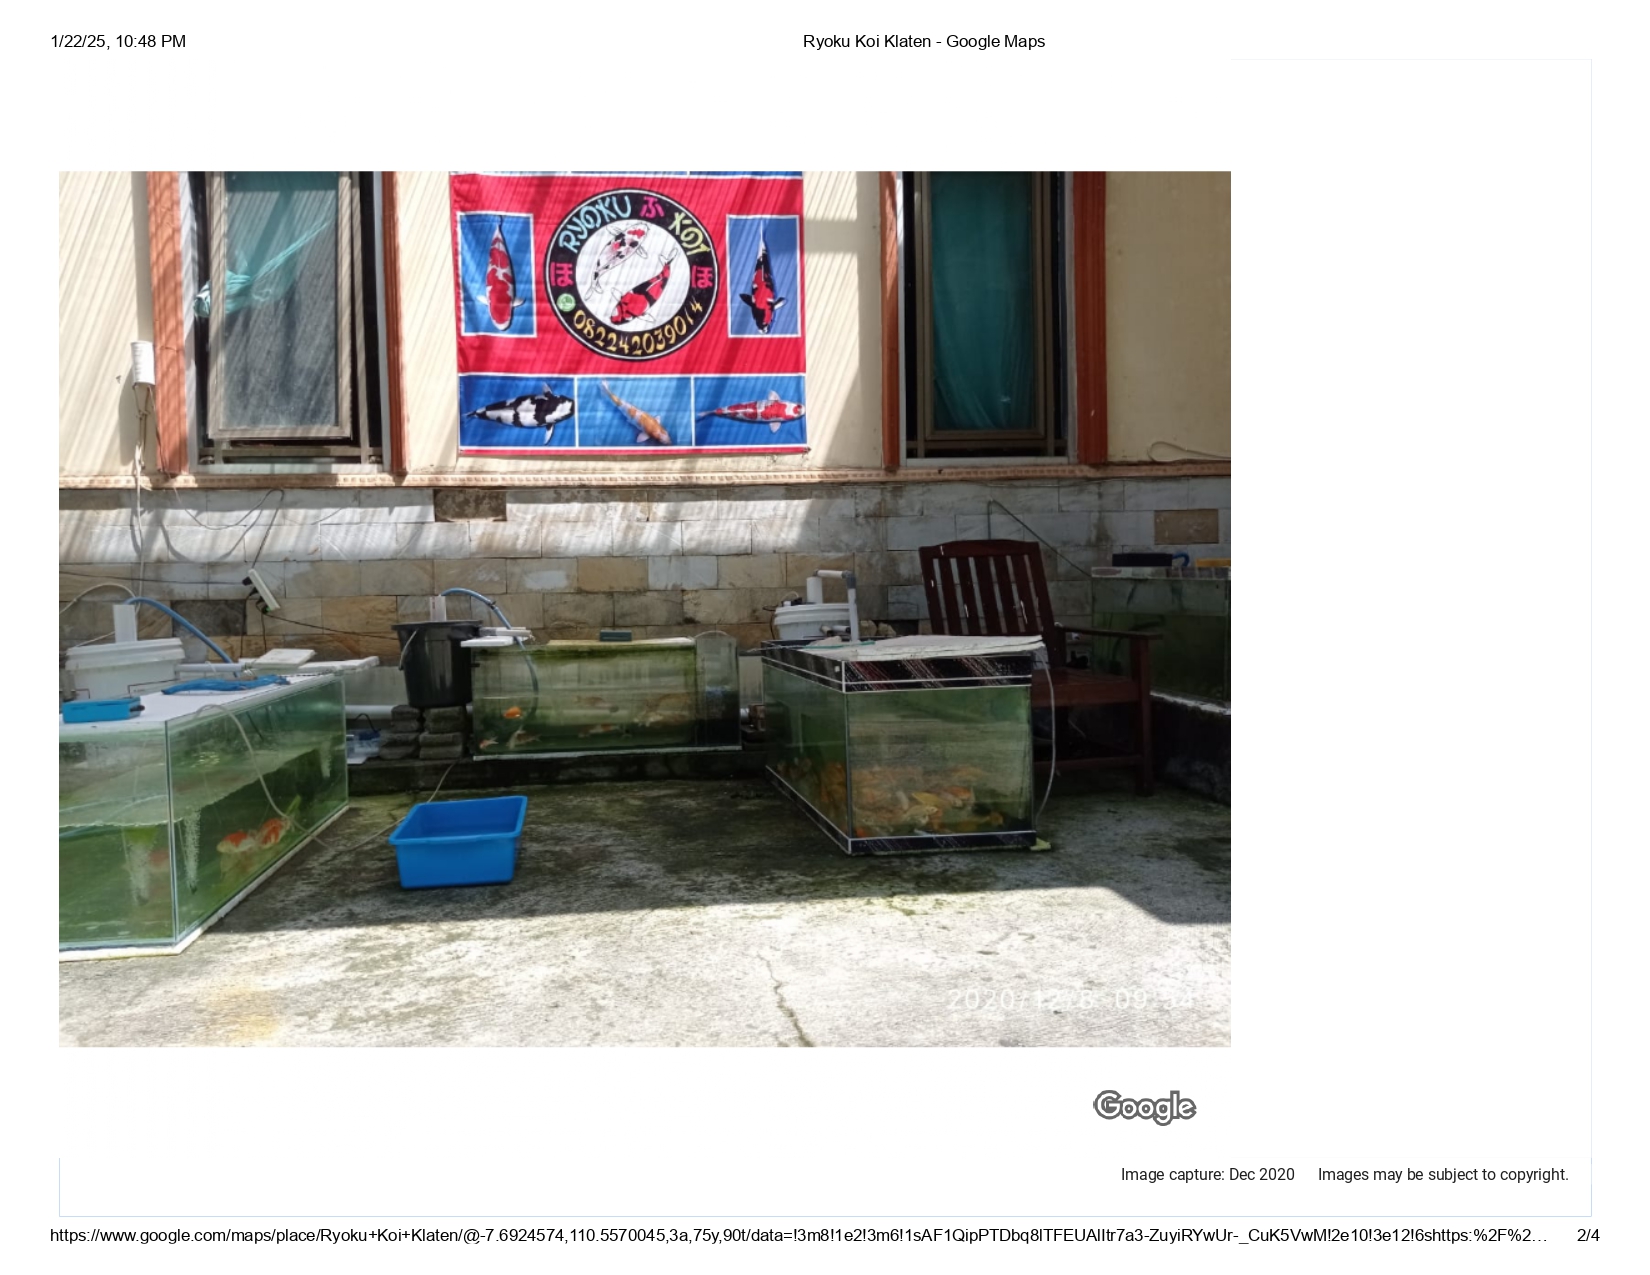 1/22/25, 10:48 PM
Ryoku Koi Klaten - Google Maps
RYOKU ふ KOI
ほ
ほ
082242039014
2020/12/8 09
Google
Image capture: Dec 2020
Images may be subject to copyright.
https://www.google.com/maps/place/Ryoku+Koi+Klaten/@-7.6924574,110.5570045,3a,75y,90t/data=!3m8!1e2!3m6!1sAF1QipPTDbq8lTFEUAlItr7a3-ZuyiRYwUr-_CuK5VwM!2e10!3e12!6shttps:%2F%2…
2/4